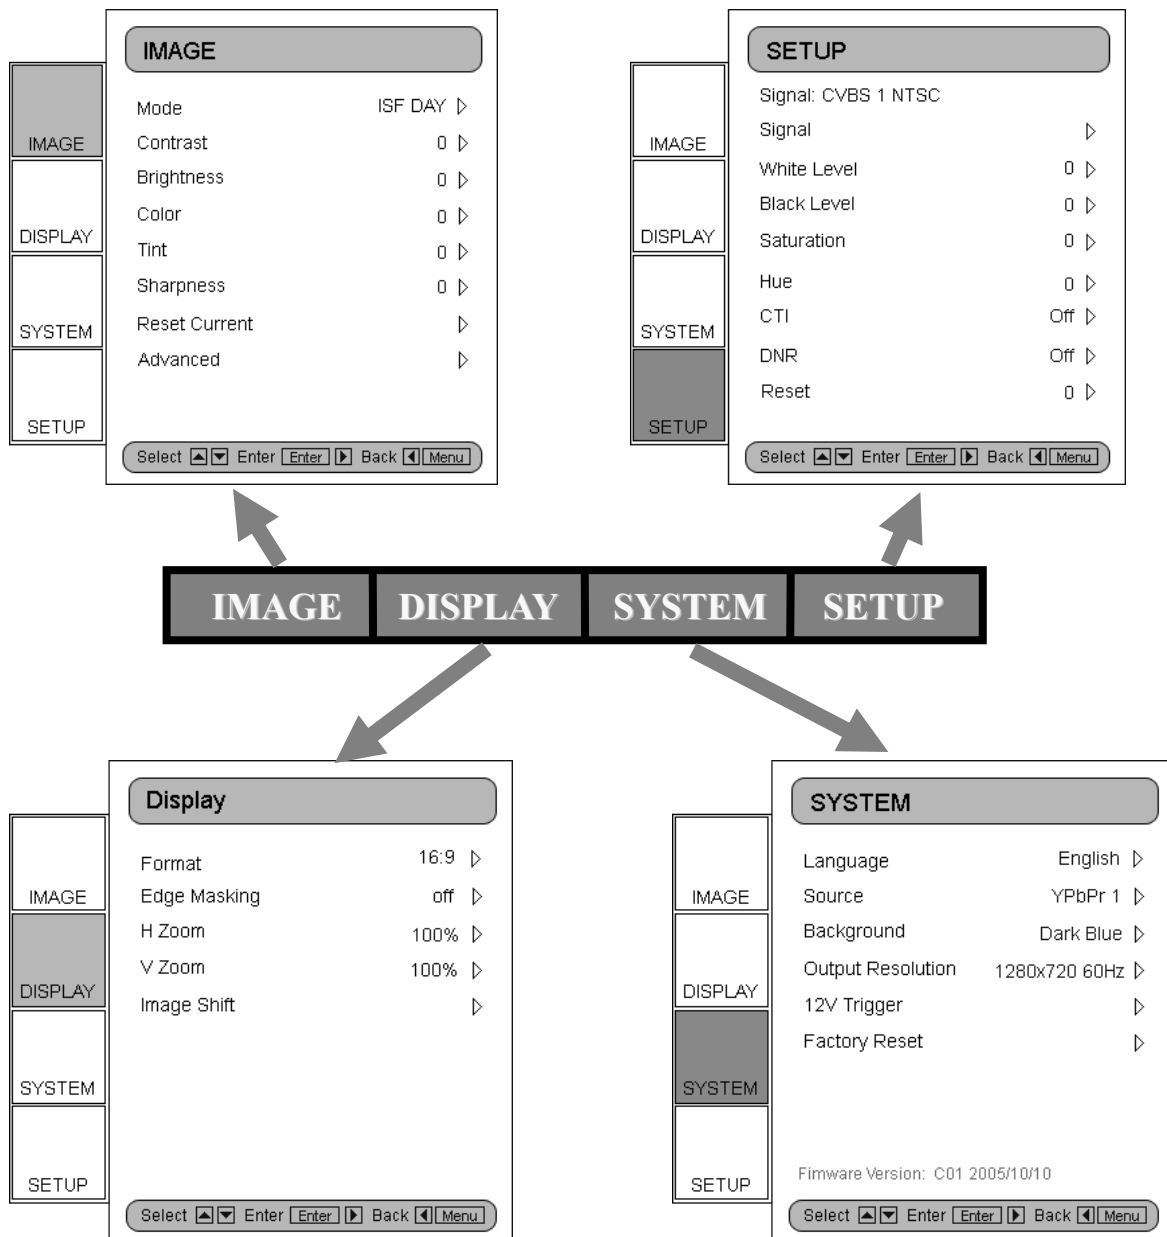 IMAGE
IMAGE
DISPLAY
SYSTEM
SETUP
Mode ISF DAY
Contrast 0
Brightness 0
Color 0
Tint 0
Sharpness 0
Reset Current
Advanced
Select Enter Enter Back Menu
SETUP
IMAGE
DISPLAY
SYSTEM
SETUP
Signal: CVBS 1 NTSC
Signal
White Level 0
Black Level 0
Saturation 0
Hue 0
CTI Off
DNR Off
Reset 0
Select Enter Enter Back Menu
IMAGE DISPLAY SYSTEM SETUP
Display
IMAGE
DISPLAY
SYSTEM
SETUP
Format 16:9
Edge Masking off
H Zoom 100%
V Zoom 100%
Image Shift
Select Enter Enter Back Menu
SYSTEM
IMAGE
DISPLAY
SYSTEM
SETUP
Language English
Source YPbPr 1
Background Dark Blue
Output Resolution 1280x720 60Hz
12V Trigger
Factory Reset
Fimware Version: C01 2005/10/10
Select Enter Enter Back Menu